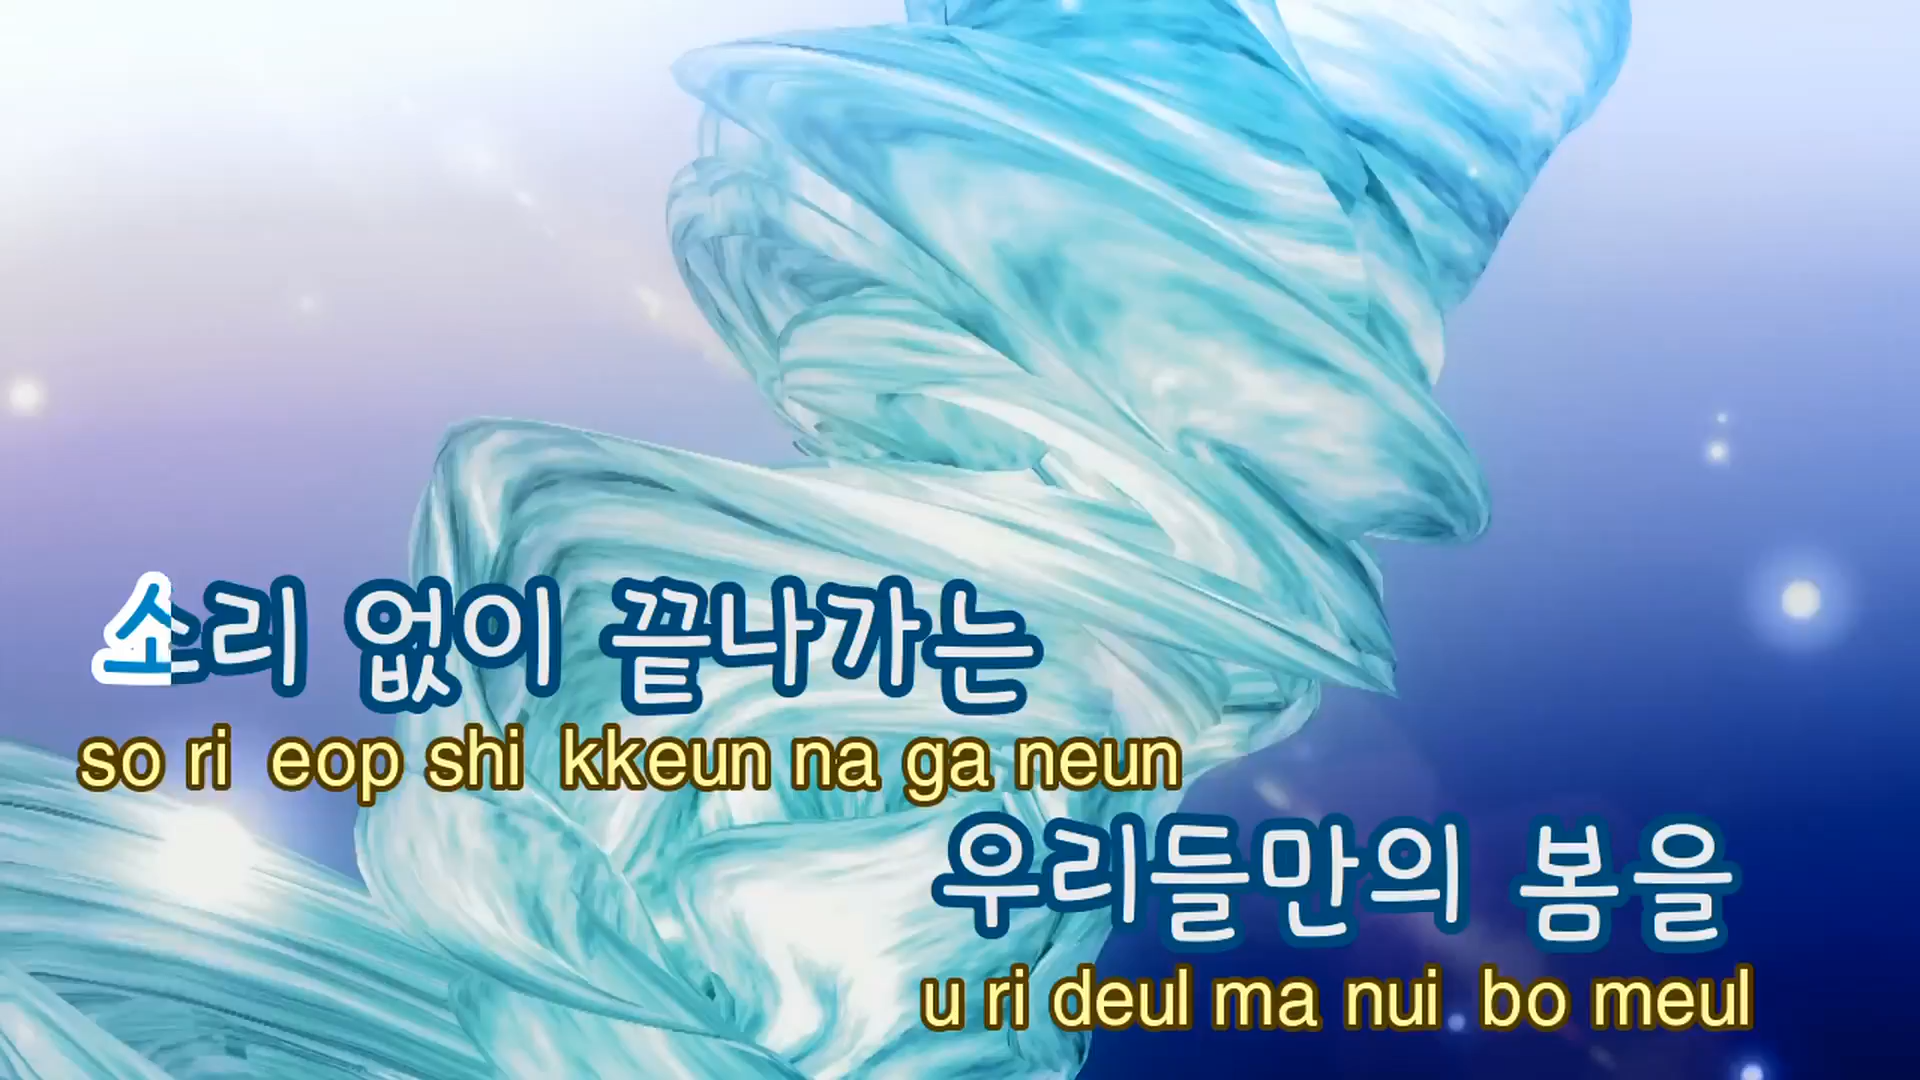 소리 없이 끝나가는
so ri eop shi kkeun na ga neun
우리들만의 봄을
u ri deul ma nui bo meul